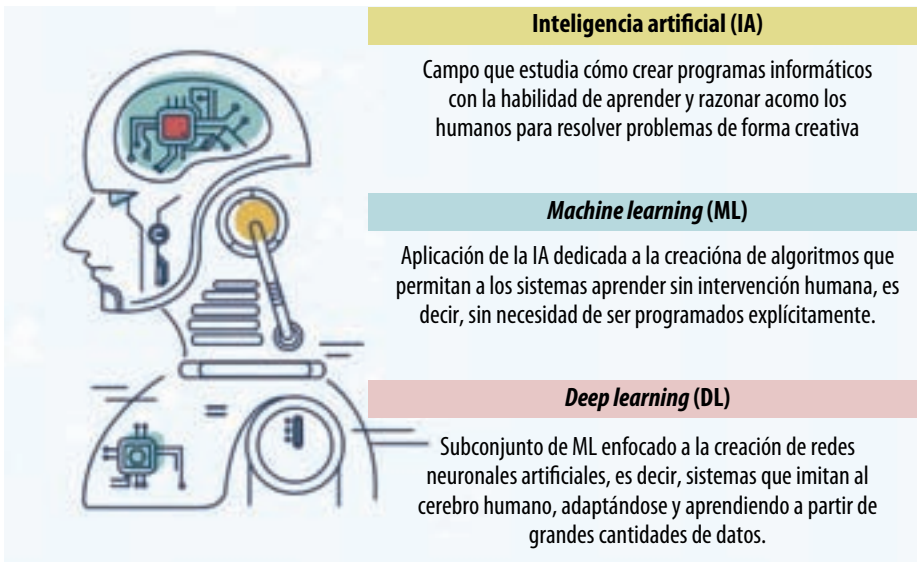 Inteligencia artificial (IA)
Campo que estudia cómo crear programas informáticos
con la habilidad de aprender y razonar acomo los
humanos para resolver problemas de forma creativa
Machine learning (ML)
Aplicación de la IA dedicada a la creacióna de algoritmos que
permitan a los sistemas aprender sin intervención humana, es
decir, sin necesidad de ser programados explícitamente.
Deep learning (DL)
Subconjunto de ML enfocado a la creación de redes
neuronales artificiales, es decir, sistemas que imitan al
cerebro humano, adaptándose y aprendiendo a partir de
grandes cantidades de datos.